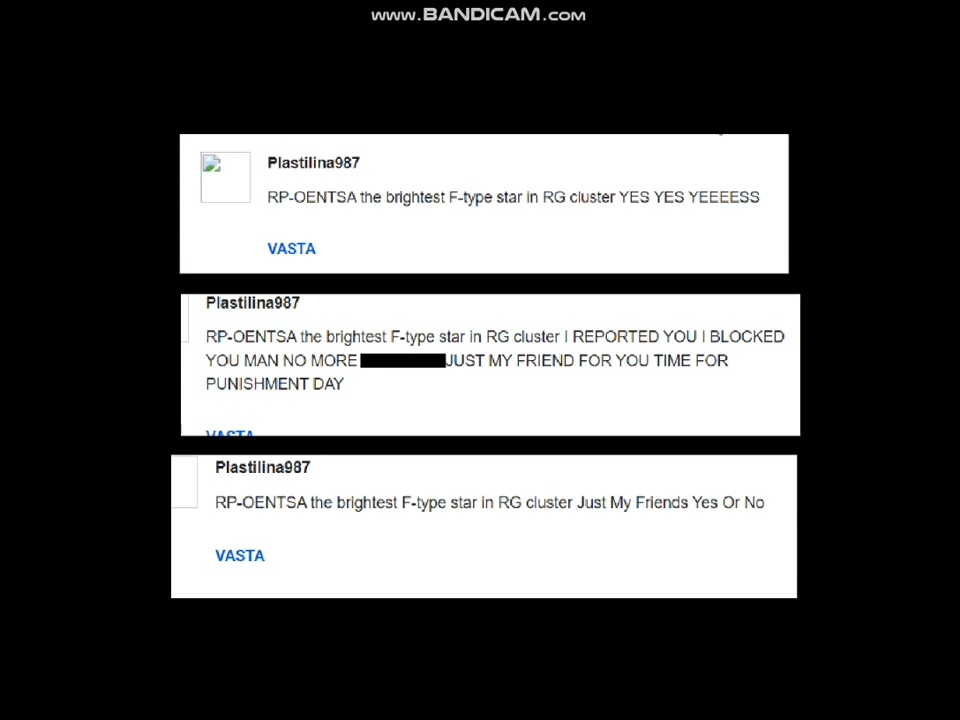 www.BANDICAM.com
Plastilina987
RP-OENTSA the brightest F-type star in RG cluster YES YES YEEEESS
VASTA
Plastilina987
RP-OENTSA the brightest F-type star in RG cluster I REPORTED YOU I BLOCKED
YOU MAN NO MORE JUST MY FRIEND FOR YOU TIME FOR
PUNISHMENT DAY
VASTA
Plastilina987
RP-OENTSA the brightest F-type star in RG cluster Just My Friends Yes Or No
VASTA